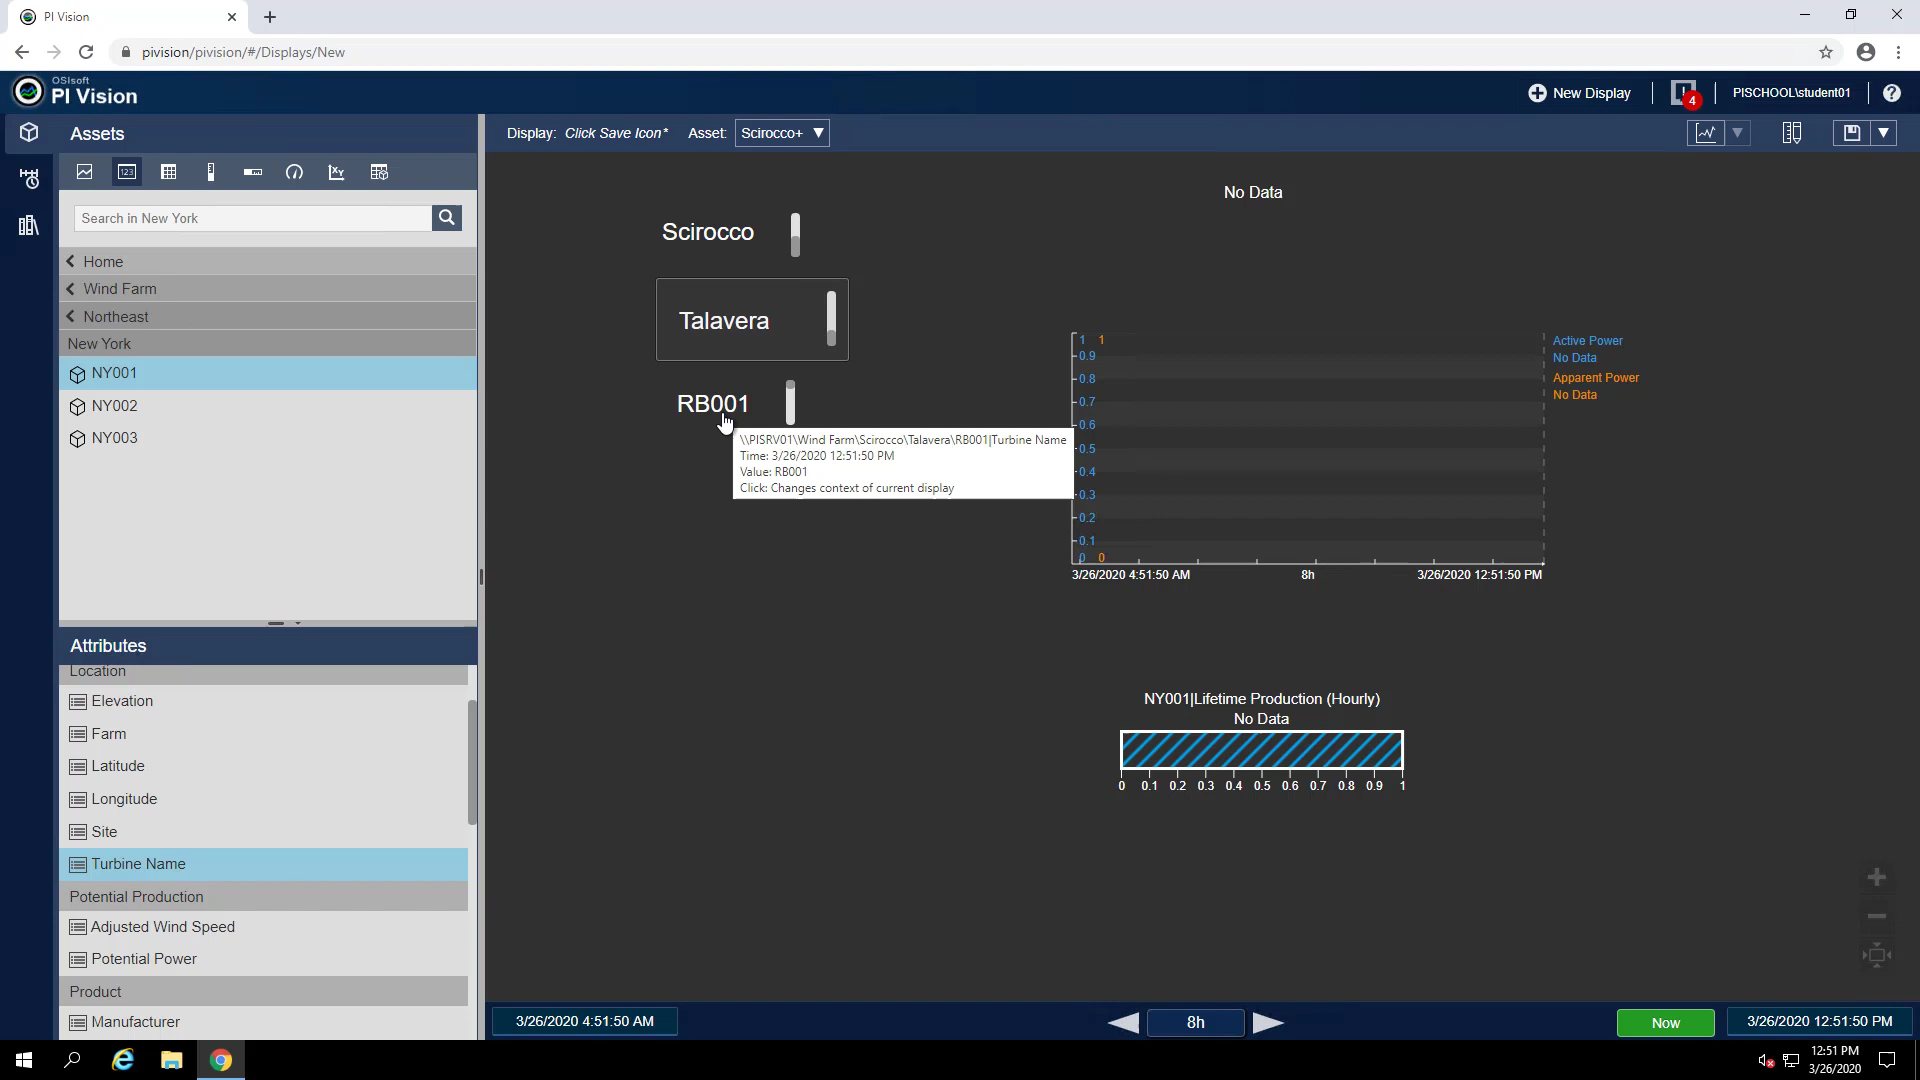 PI Vision
pivision/pivision/#/Displays/New
OSIsoft
PI Vision
New Display
4
PISCHOOL\student01
?
Assets
Display: Click Save Icon* Asset: Scirocco+
123
Search in New York
Home
Wind Farm
Northeast
New York
NY001
NY002
NY003
Attributes
Location
Elevation
Farm
Latitude
Longitude
Site
Turbine Name
Potential Production
Adjusted Wind Speed
Potential Power
Product
Manufacturer
No Data
Scirocco
Talavera
RB001
\\PISRV01\Wind Farm\Scirocco\Talavera\RB001|Turbine Name
Time: 3/26/2020 12:51:50 PM
Value: RB001
Click: Changes context of current display
1 1
0.9
0.8
0.7
0.6
0.5
0.4
0.3
0.2
0.1
0 0
3/26/2020 4:51:50 AM 8h 3/26/2020 12:51:50 PM
Active Power
No Data
Apparent Power
No Data
NY001|Lifetime Production (Hourly)
No Data
0 0.1 0.2 0.3 0.4 0.5 0.6 0.7 0.8 0.9 1
3/26/2020 4:51:50 AM
8h
Now
3/26/2020 12:51:50 PM
12:51 PM
3/26/2020